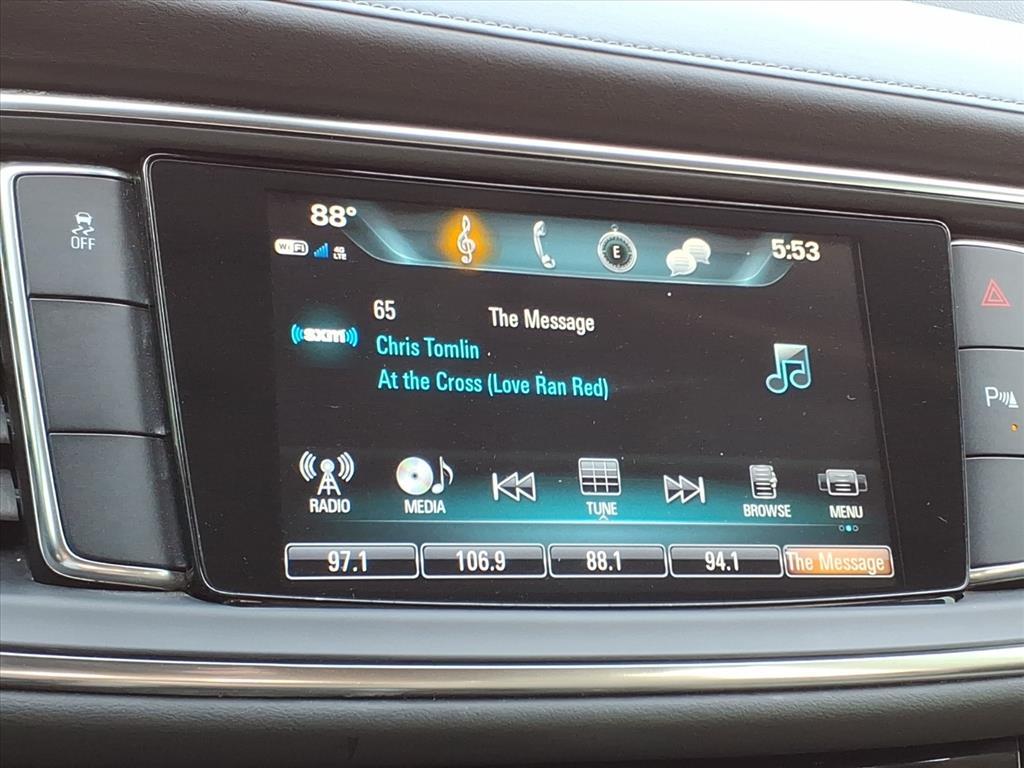 88°
5:53
WiFi
4G
LTE
E
OFF
65
The Message
((sxm))
Chris Tomlin
At the Cross (Love Ran Red)
P
RADIO
MEDIA
TUNE
BROWSE
MENU
97.1
106.9
88.1
94.1
The Message